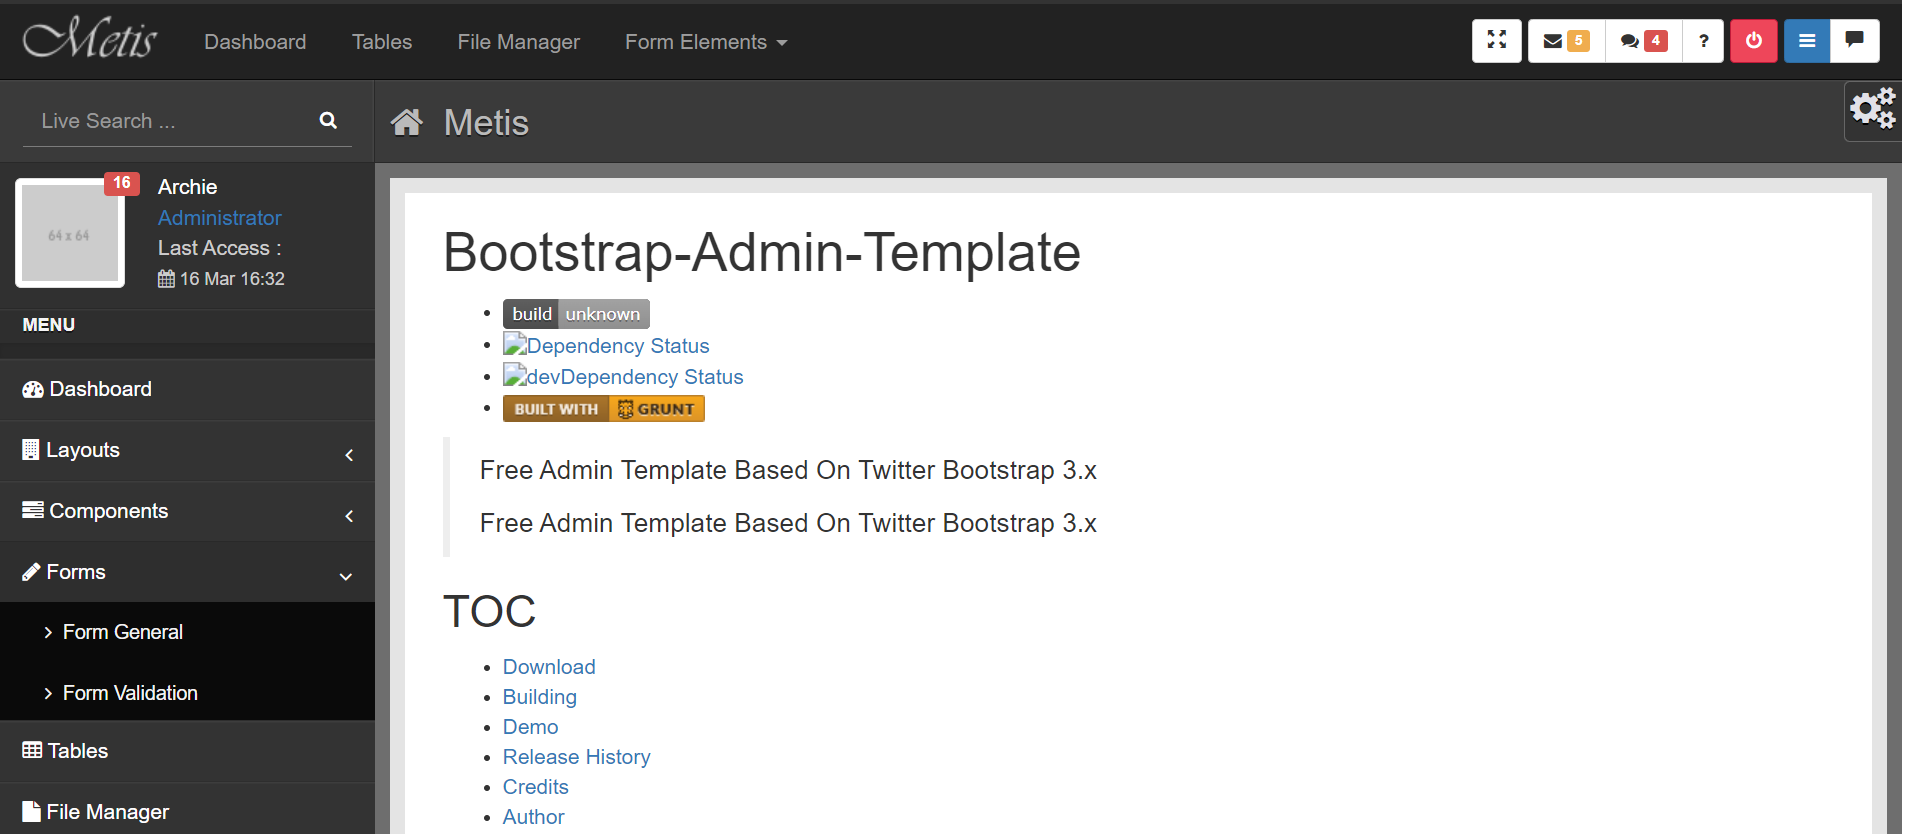 Metis
Dashboard
Tables
File Manager
Form Elements
5
4
?
Live Search ...
Metis
64 x 64
16
Archie
Administrator
Last Access :
16 Mar 16:32
MENU
Dashboard
Layouts
Components
Forms
Form General
Form Validation
Tables
File Manager
Bootstrap-Admin-Template
build unknown
Dependency Status
devDependency Status
BUILT WITH GRUNT
Free Admin Template Based On Twitter Bootstrap 3.x
Free Admin Template Based On Twitter Bootstrap 3.x
TOC
Download
Building
Demo
Release History
Credits
Author